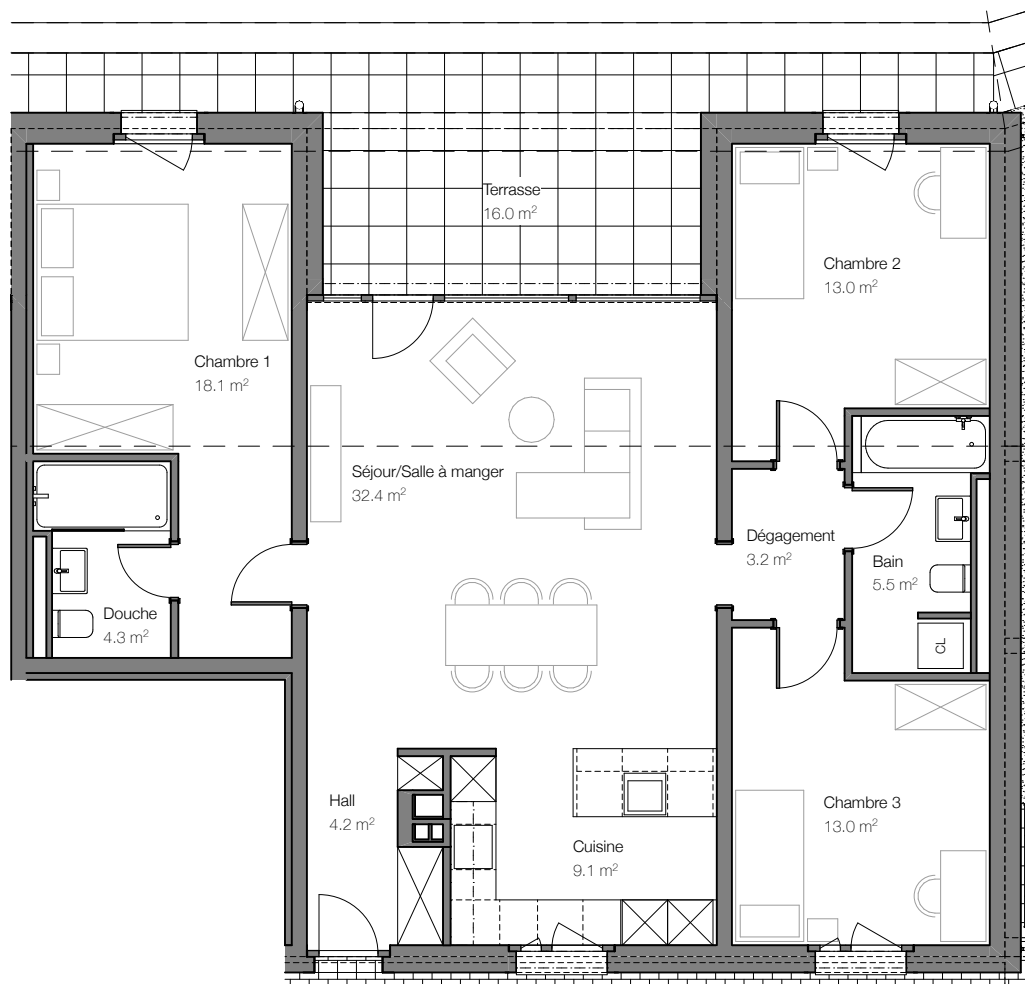 Terrasse
16.0 m²
Chambre 2
13.0 m²
Chambre 1
18.1 m²
Séjour/Salle à manger
32.4 m²
Dégagement
3.2 m²
Bain
5.5 m²
Douche
4.3 m²
CL
Hall
4.2 m²
Chambre 3
13.0 m²
Cuisine
9.1 m²